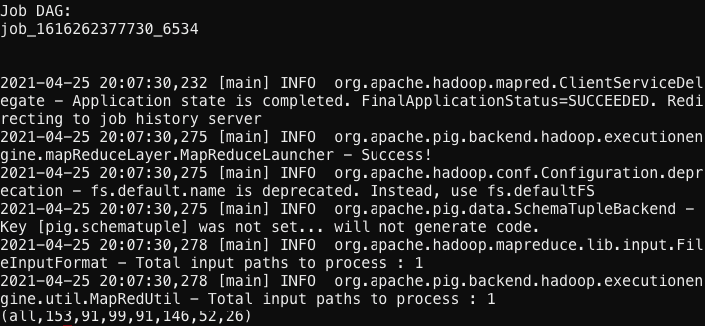 Job DAG:
job_1616262377730_6534
2021-04-25 20:07:30,232 [main] INFO  org.apache.hadoop.mapred.ClientServiceDel
egate - Application state is completed. FinalApplicationStatus=SUCCEEDED. Redi
recting to job history server
2021-04-25 20:07:30,275 [main] INFO  org.apache.pig.backend.hadoop.executionen
gine.mapReduceLayer.MapReduceLauncher - Success!
2021-04-25 20:07:30,275 [main] INFO  org.apache.hadoop.conf.Configuration.depr
ecation - fs.default.name is deprecated. Instead, use fs.defaultFS
2021-04-25 20:07:30,275 [main] INFO  org.apache.pig.data.SchemaTupleBackend -
Key [pig.schematuple] was not set... will not generate code.
2021-04-25 20:07:30,278 [main] INFO  org.apache.hadoop.mapreduce.lib.input.Fil
eInputFormat - Total input paths to process : 1
2021-04-25 20:07:30,278 [main] INFO  org.apache.pig.backend.hadoop.executionen
gine.util.MapRedUtil - Total input paths to process : 1
(all,153,91,99,91,146,52,26)